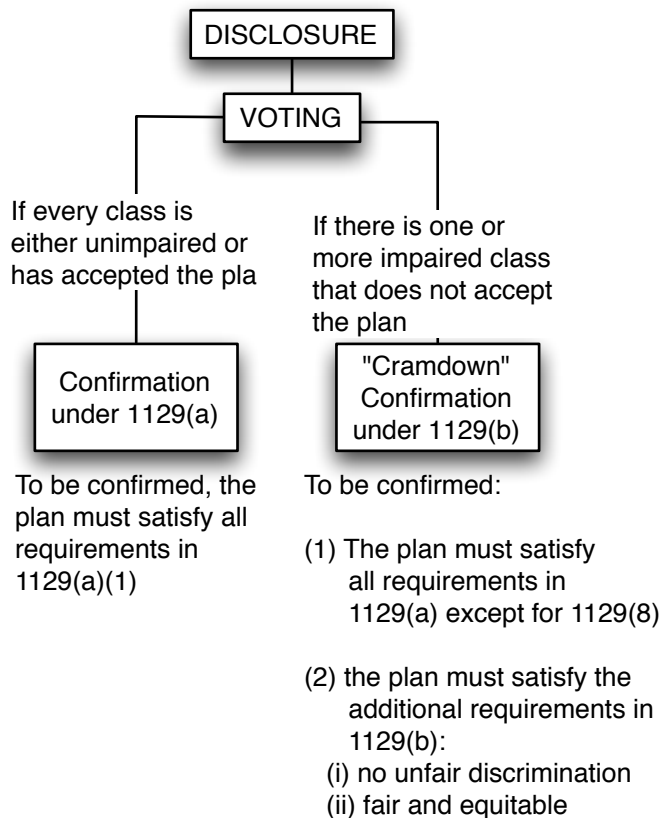 DISCLOSURE
VOTING
If every class is
either unimpaired or
has accepted the pla
Confirmation
under 1129(a)
To be confirmed, the
plan must satisfy all
requirements in
1129(a)(1)
If there is one or
more impaired class
that does not accept
the plan
"Cramdown"
Confirmation
under 1129(b)
To be confirmed:
(1) The plan must satisfy
all requirements in
1129(a) except for 1129(8)
(2) the plan must satisfy the
additional requirements in
1129(b):
(i) no unfair discrimination
(ii) fair and equitable